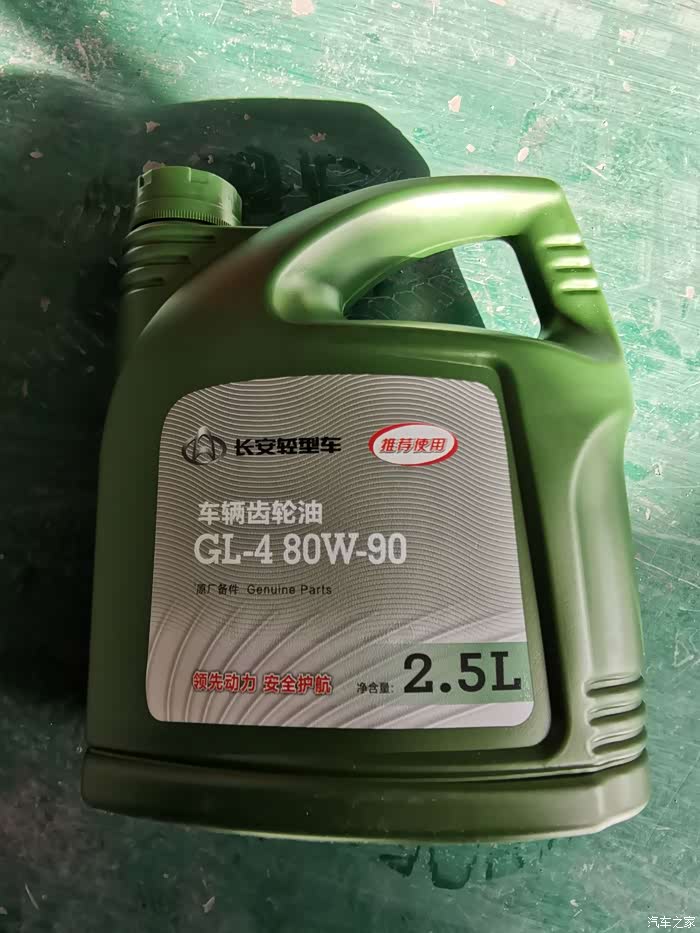 长安轻型车
推荐使用
车辆齿轮油
GL-4 80W-90
原厂备件 Genuine Parts
领先动力 安全护航
净含量: 2.5L
汽车之家